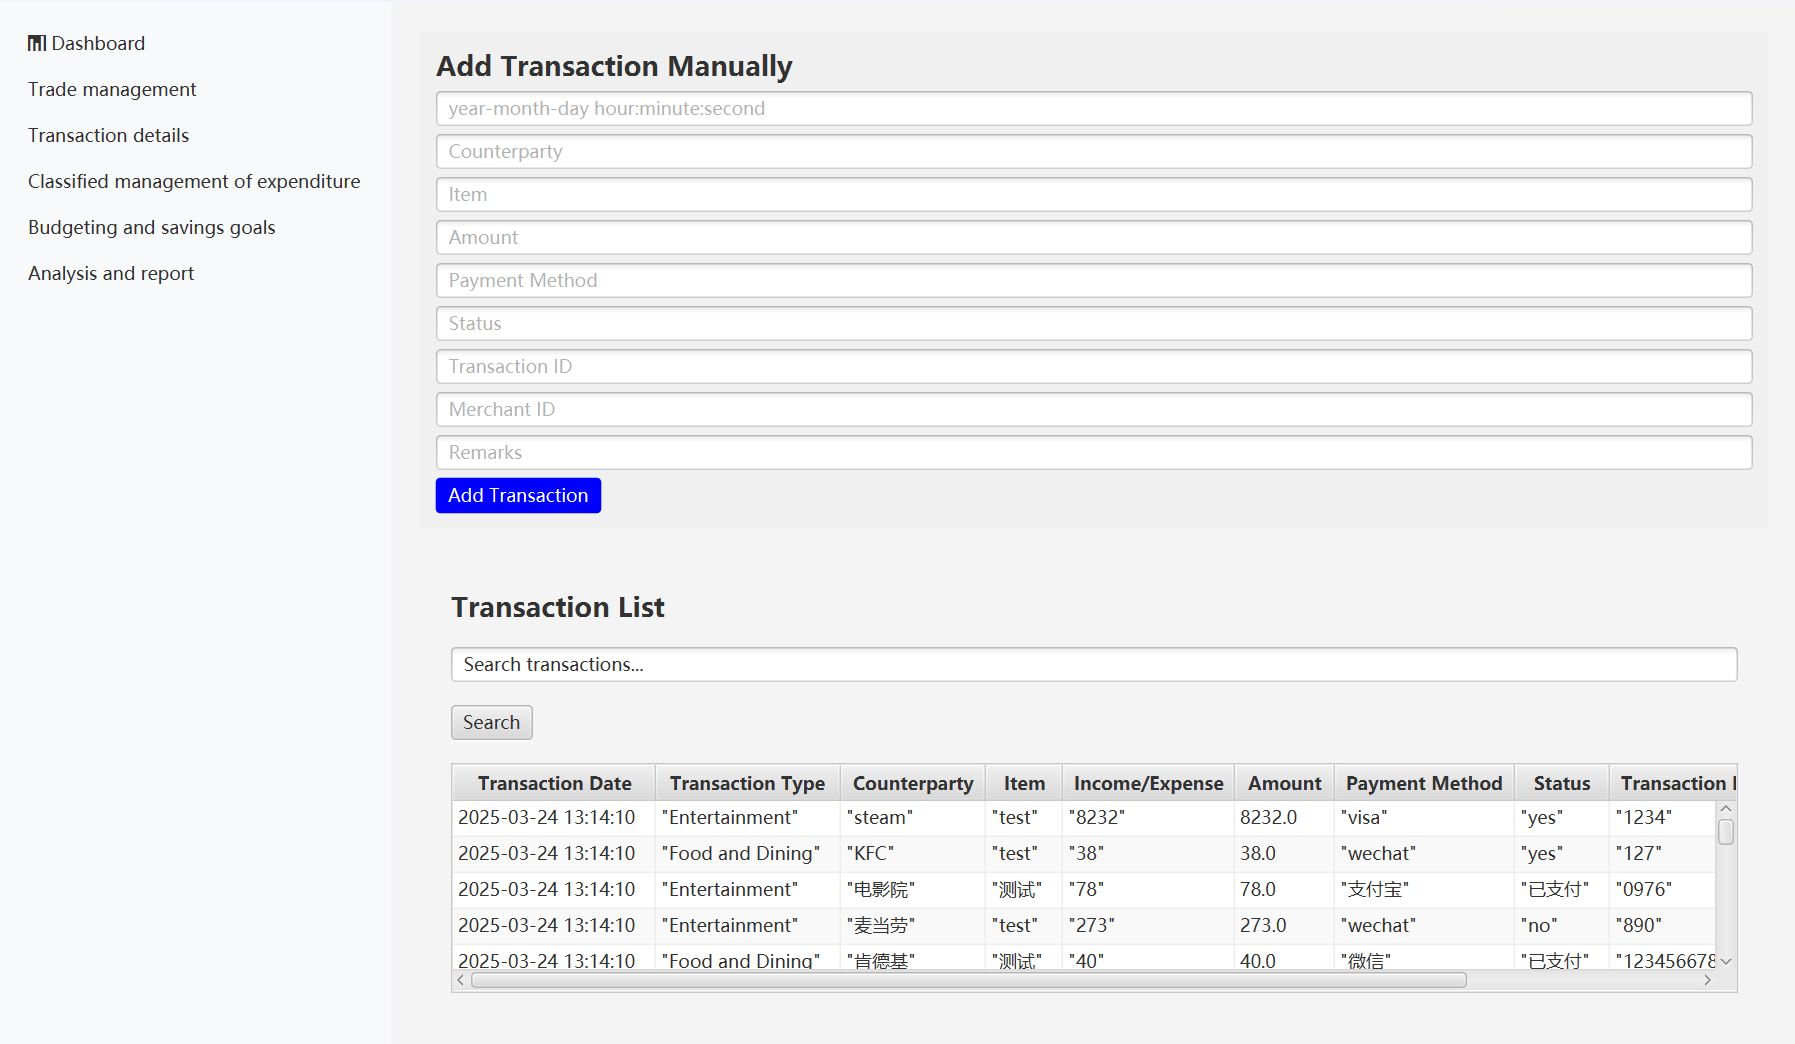 Dashboard
Trade management
Transaction details
Classified management of expenditure
Budgeting and savings goals
Analysis and report
Add Transaction Manually
year-month-day hour:minute:second
Counterparty
Item
Amount
Payment Method
Status
Transaction ID
Merchant ID
Remarks
Add Transaction
Transaction List
Search transactions...
Search
Transaction Date Transaction Type Counterparty Item Income/Expense Amount Payment Method Status Transaction
2025-03-24 13:14:10 "Entertainment" "steam" "test" "8232" 8232.0 "visa" "yes" "1234"
2025-03-24 13:14:10 "Food and Dining" "KFC" "test" "38" 38.0 "wechat" "yes" "127"
2025-03-24 13:14:10 "Entertainment" "电影院" "测试" "78" 78.0 "支付宝" "已支付" "0976"
2025-03-24 13:14:10 "Entertainment" "麦当劳" "test" "273" 273.0 "wechat" "no" "890"
2025-03-24 13:14:10 "Food and Dining" "肯德基" "测试" "40" 40.0 "微信" "已支付" "123456678